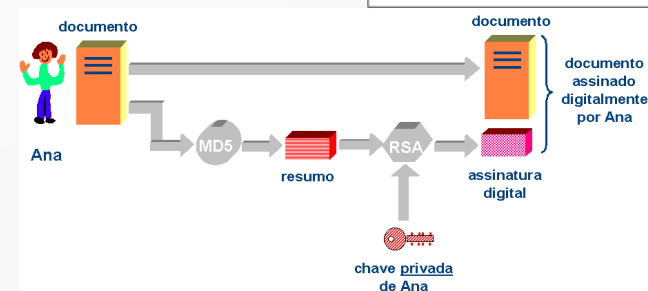 documento
documento
documento
assinado
digitalmente
por Ana
Ana
MD5
resumo
RSA
assinatura
digital
chave privada
de Ana